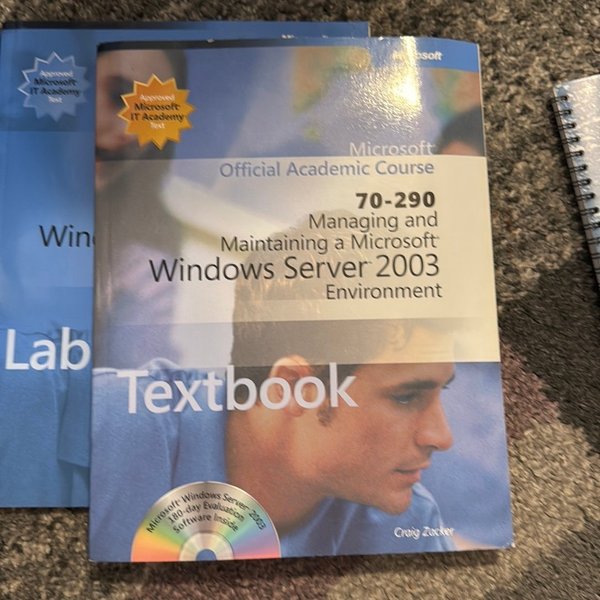 Approved
Microsoft
IT Academy
Text
Win
Lab
Microsoft
Approved
Microsoft
IT Academy
Text
Microsoft
Official Academic Course
70-290
Managing and
Maintaining a Microsoft
Windows Server 2003
Environment
Textbook
Microsoft Windows Server 2003
180-day Evaluation
Software Inside
Craig Zacker